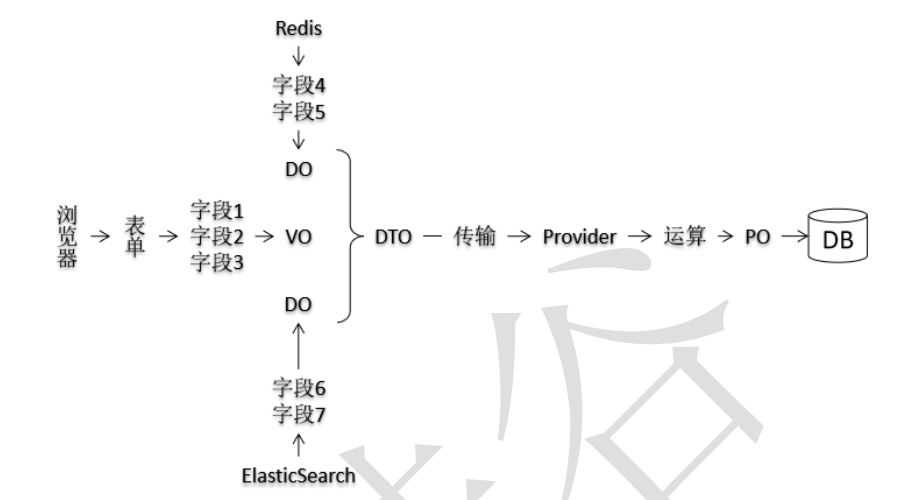 Redis
字段4
字段5
DO
浏览器
表单
字段1
字段2
字段3
VO
DTO
传输
Provider
运算
PO
DB
DO
字段6
字段7
ElasticSearch